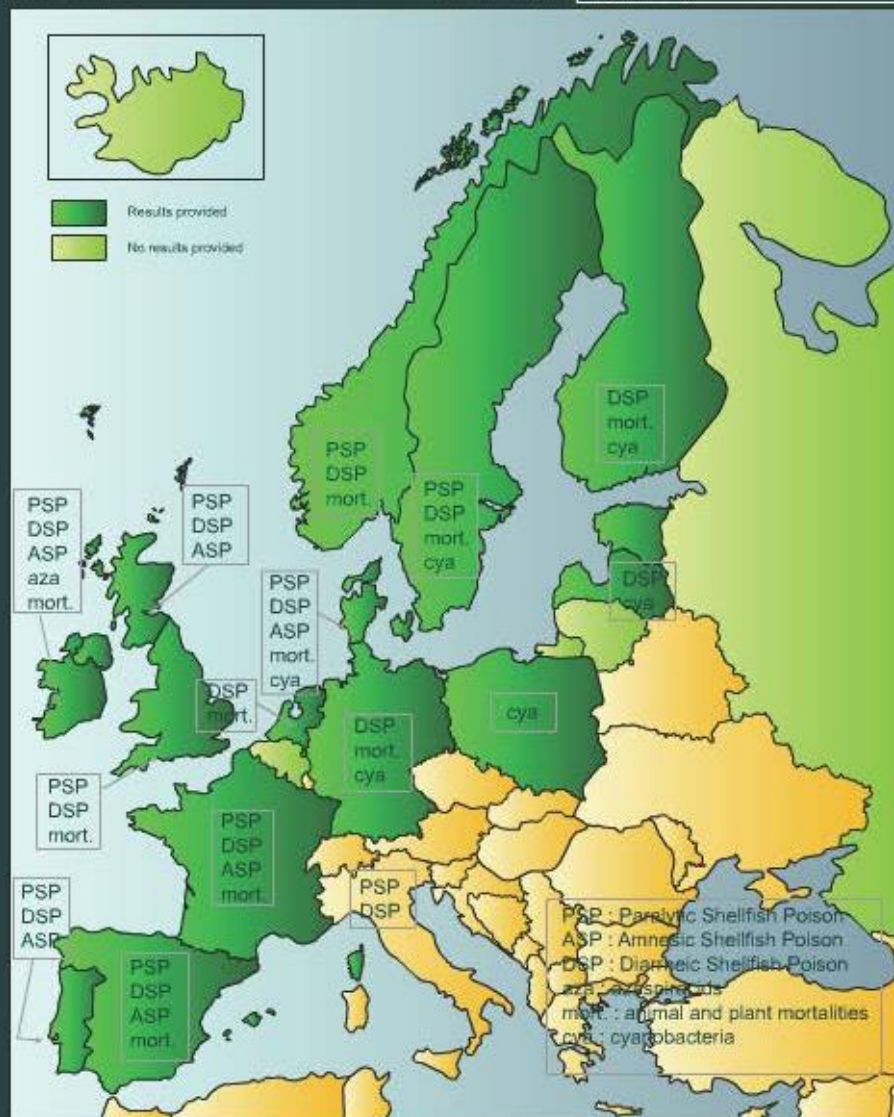 Results provided
No results provided
DSP
mort.
cya
PSP
DSP
mort.
PSP
DSP
mort.
cya
PSP
DSP
ASP
aza
mort.
PSP
DSP
ASP
DSP
cya
PSP
DSP
ASP
mort.
cya
DSP
mort.
cya
DSP
mort.
cya
PSP
DSP
mort.
PSP
DSP
ASP
mort.
PSP
DSP
PSP
DSP
ASP
PSP
DSP
ASP
mort.
PSP : Paralytic Shellfish Poison
ASP : Amnesic Shellfish Poison
DSP : Diarrheic Shellfish Poison
aza : azaspiracids
mort. : animal and plant mortalities
cya : cyanobacteria